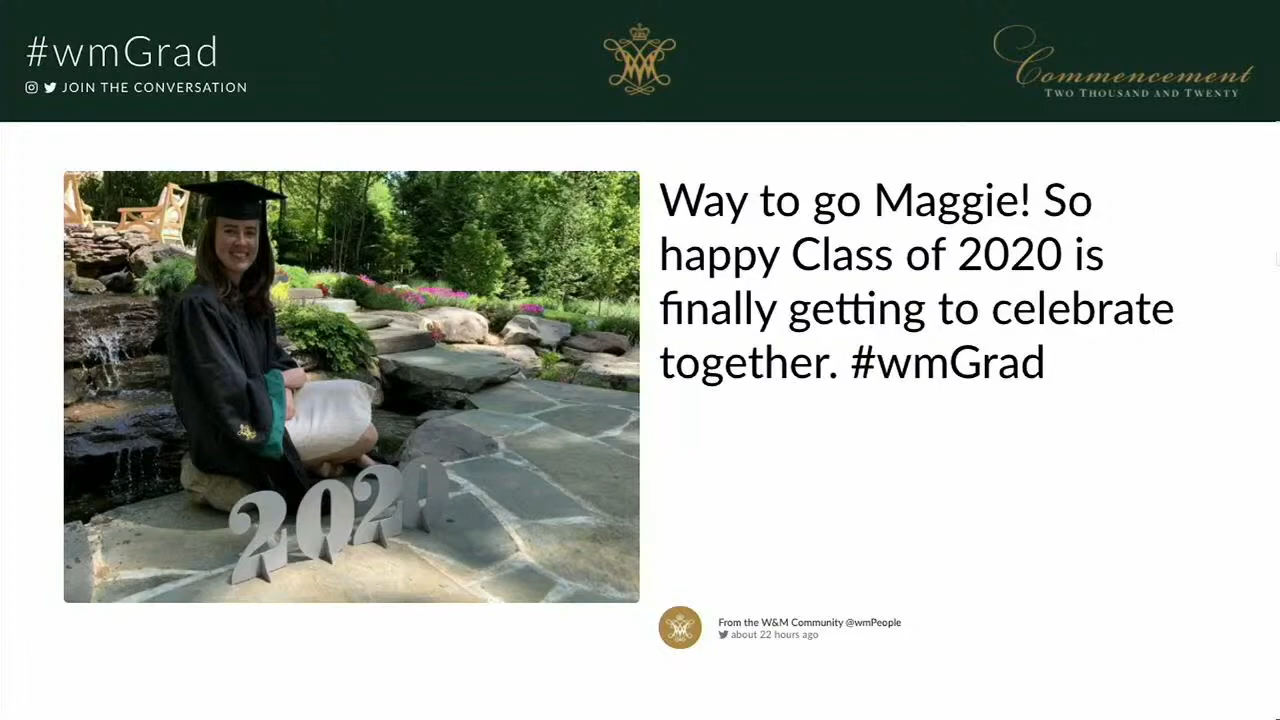 #wmGrad
JOIN THE CONVERSATION
Commencement
TWO THOUSAND AND TWENTY
Way to go Maggie! So
happy Class of 2020 is
finally getting to celebrate
together. #wmGrad
2020
From the W&M Community @wmPeople
about 22 hours ago